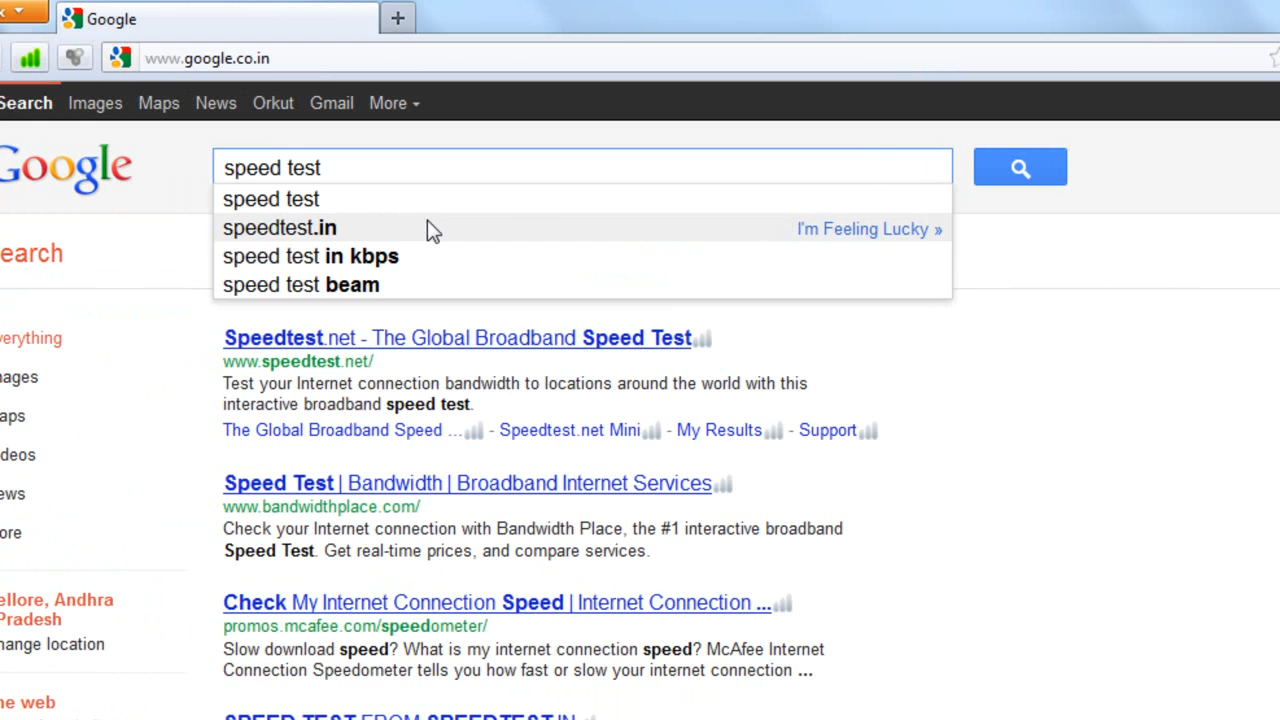 Google
www.google.co.in
Search Images Maps News Orkut Gmail More
Google
speed test
speed test
speedtest.in I'm Feeling Lucky »
speed test in kbps
speed test beam
earch
Speedtest.net - The Global Broadband Speed Test
verything
www.speedtest.net/
mages
Test your Internet connection bandwidth to locations around the world with this
interactive broadband speed test.
aps
The Global Broadband Speed ... - Speedtest.net Mini - My Results - Support
deos
Speed Test | Bandwidth | Broadband Internet Services
ews
www.bandwidthplace.com/
Check your Internet connection with Bandwidth Place, the #1 interactive broadband
ore
Speed Test. Get real-time prices, and compare services.
ellore, Andhra
Pradesh
Check My Internet Connection Speed | Internet Connection ...
promos.mcafee.com/speedometer/
hange location
Slow download speed? What is my internet connection speed? McAfee Internet
Connection Speedometer tells you how fast or slow your internet connection ...
he web
SPEED TEST FROM SPEEDTEST.IN